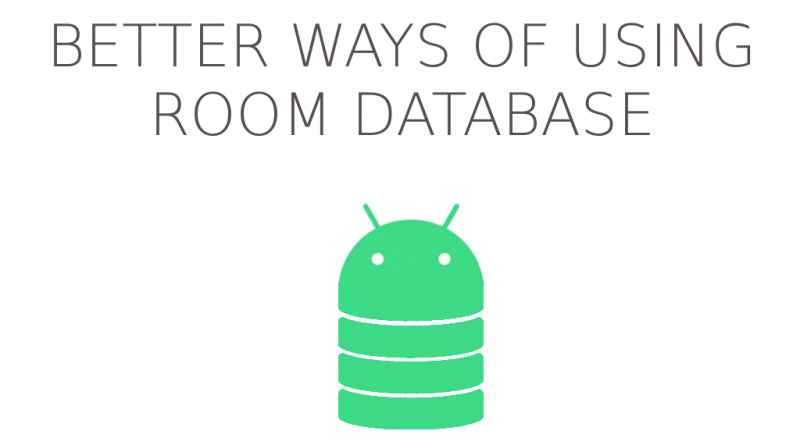 BETTER WAYS OF USING
ROOM DATABASE